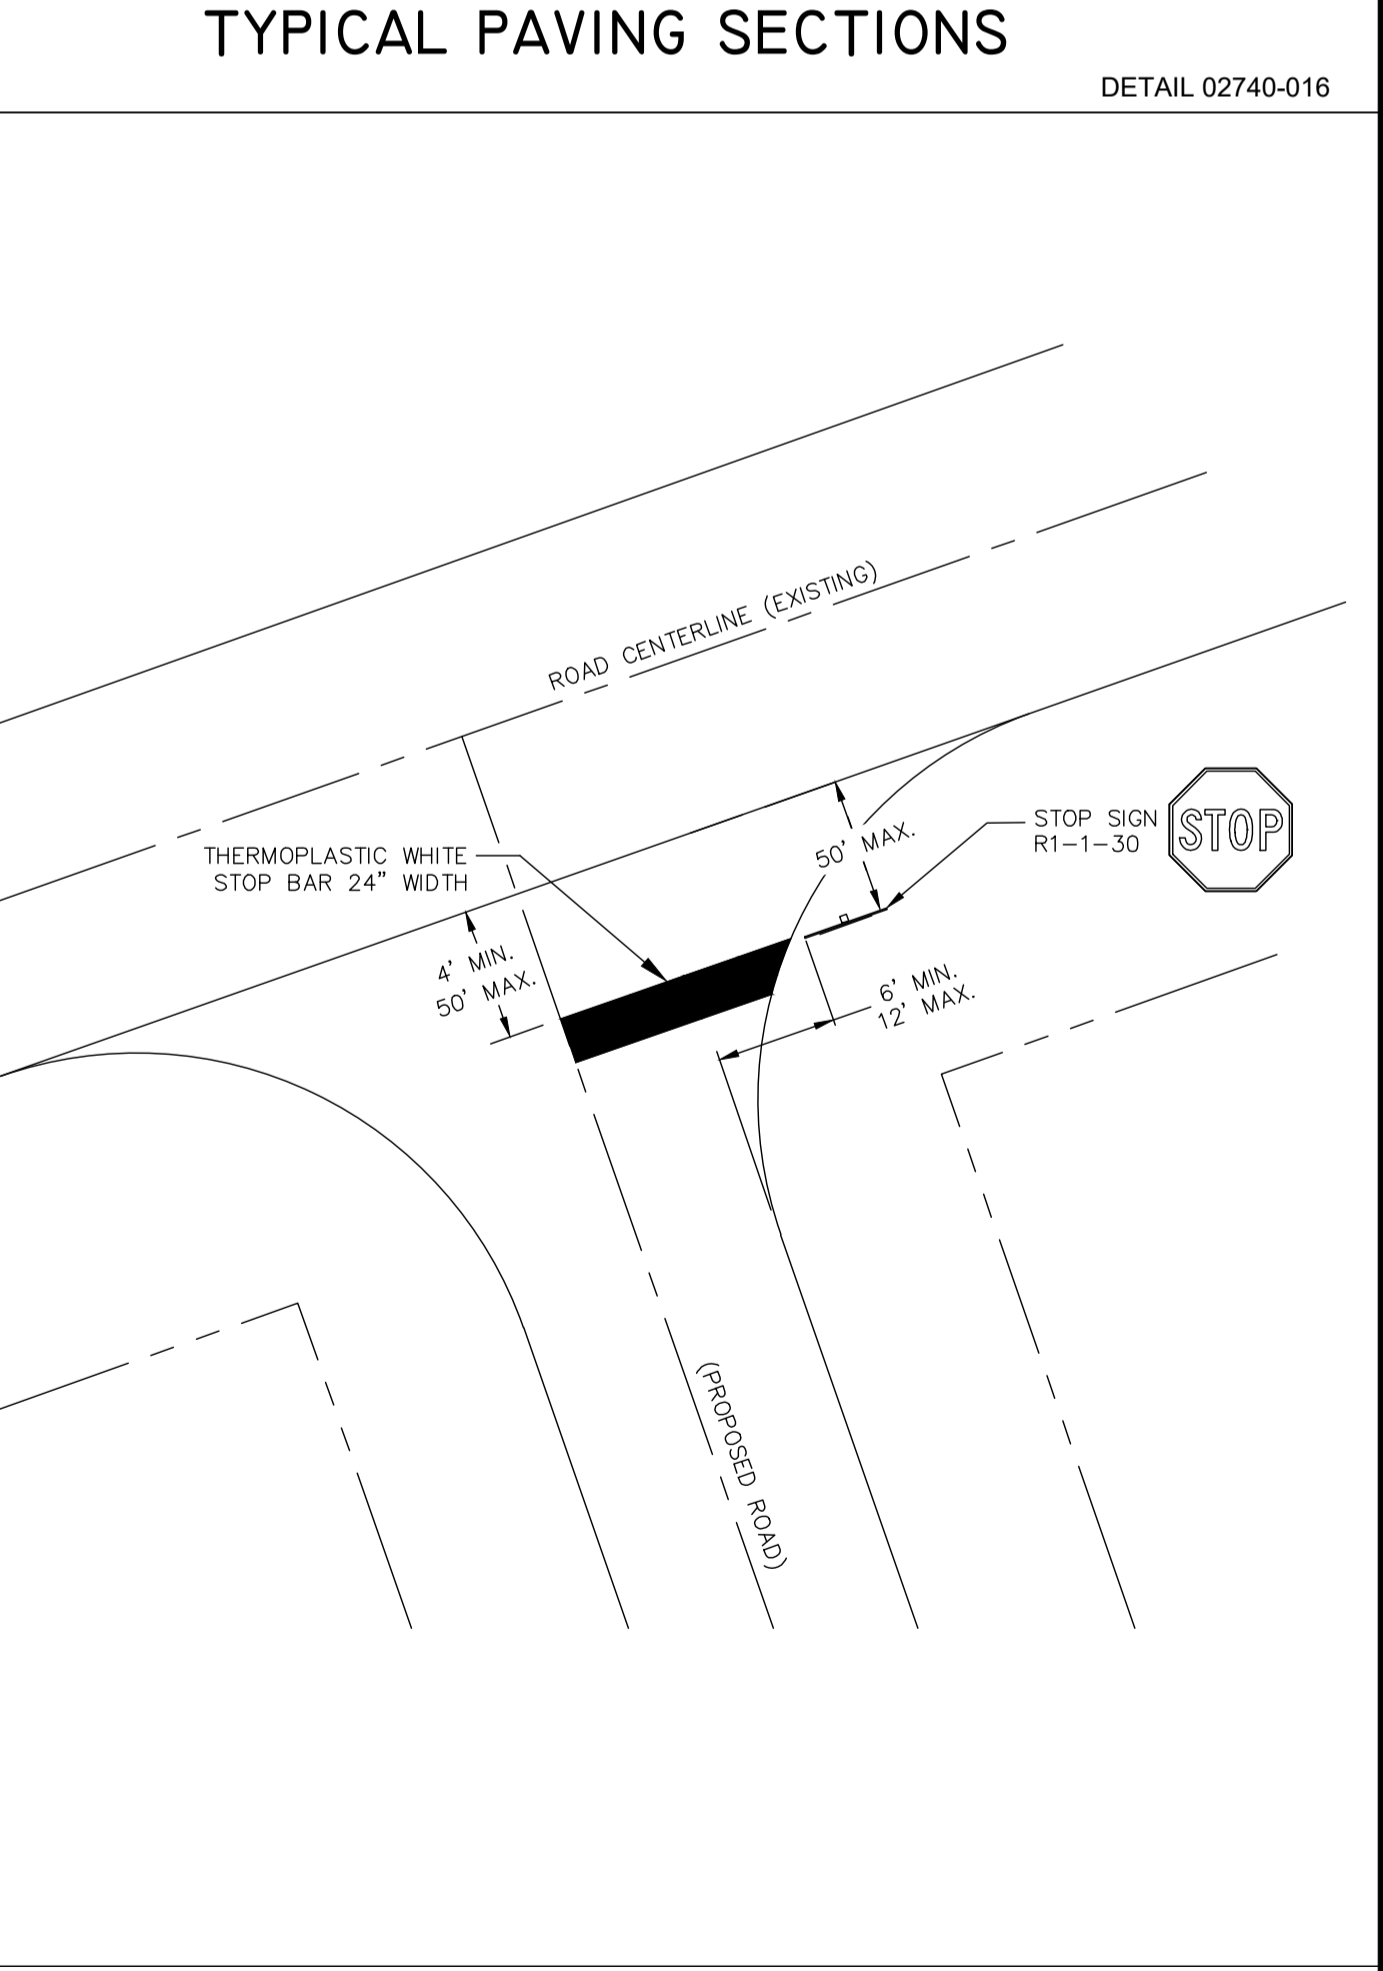 TYPICAL PAVING SECTIONS
DETAIL 02740-016
ROAD CENTERLINE (EXISTING)
THERMOPLASTIC WHITE
STOP BAR 24" WIDTH
50' MAX.
STOP SIGN
R1-1-30
STOP
4' MIN.
50' MAX.
6' MIN.
12' MAX.
(PROPOSED ROAD)